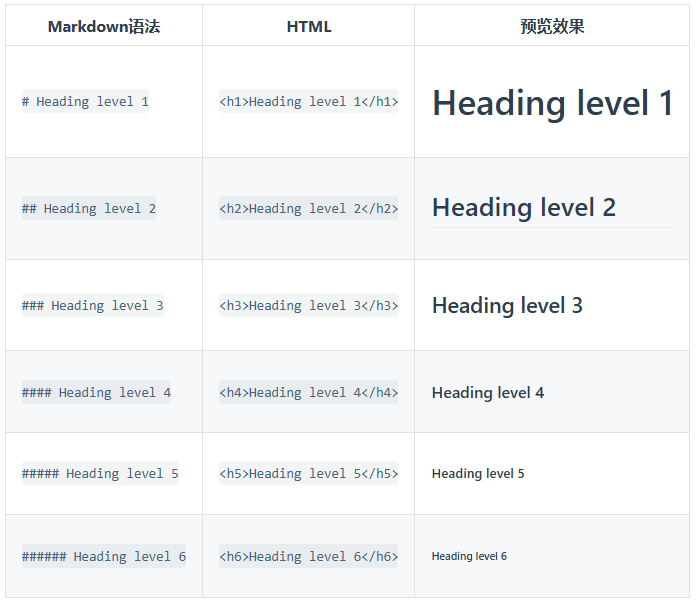 Markdown语法 HTML 预览效果
# Heading level 1 <h1>Heading level 1</h1> Heading level 1
## Heading level 2 <h2>Heading level 2</h2> Heading level 2
### Heading level 3 <h3>Heading level 3</h3> Heading level 3
#### Heading level 4 <h4>Heading level 4</h4> Heading level 4
##### Heading level 5 <h5>Heading level 5</h5> Heading level 5
###### Heading level 6 <h6>Heading level 6</h6> Heading level 6